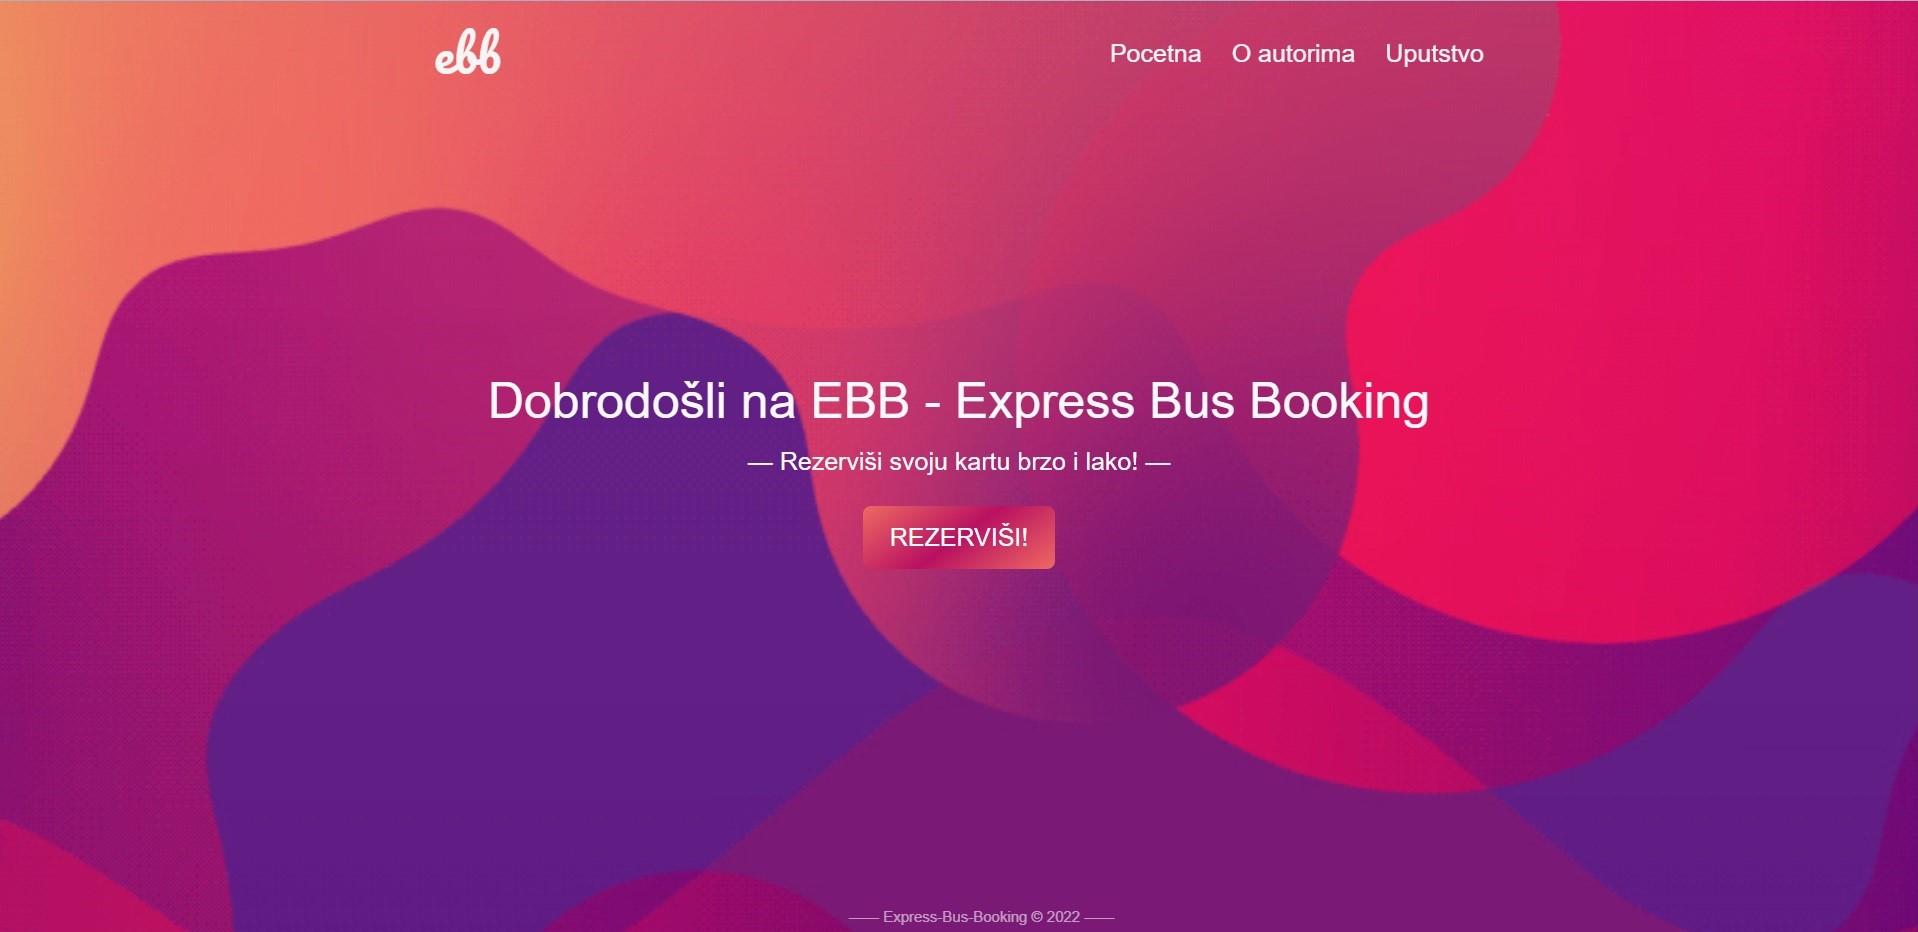 ebb
Pocetna O autorima Uputstvo
Dobrodošli na EBB - Express Bus Booking
— Rezerviši svoju kartu brzo i lako! —
REZERVIŠI!
—— Express-Bus-Booking © 2022 ——